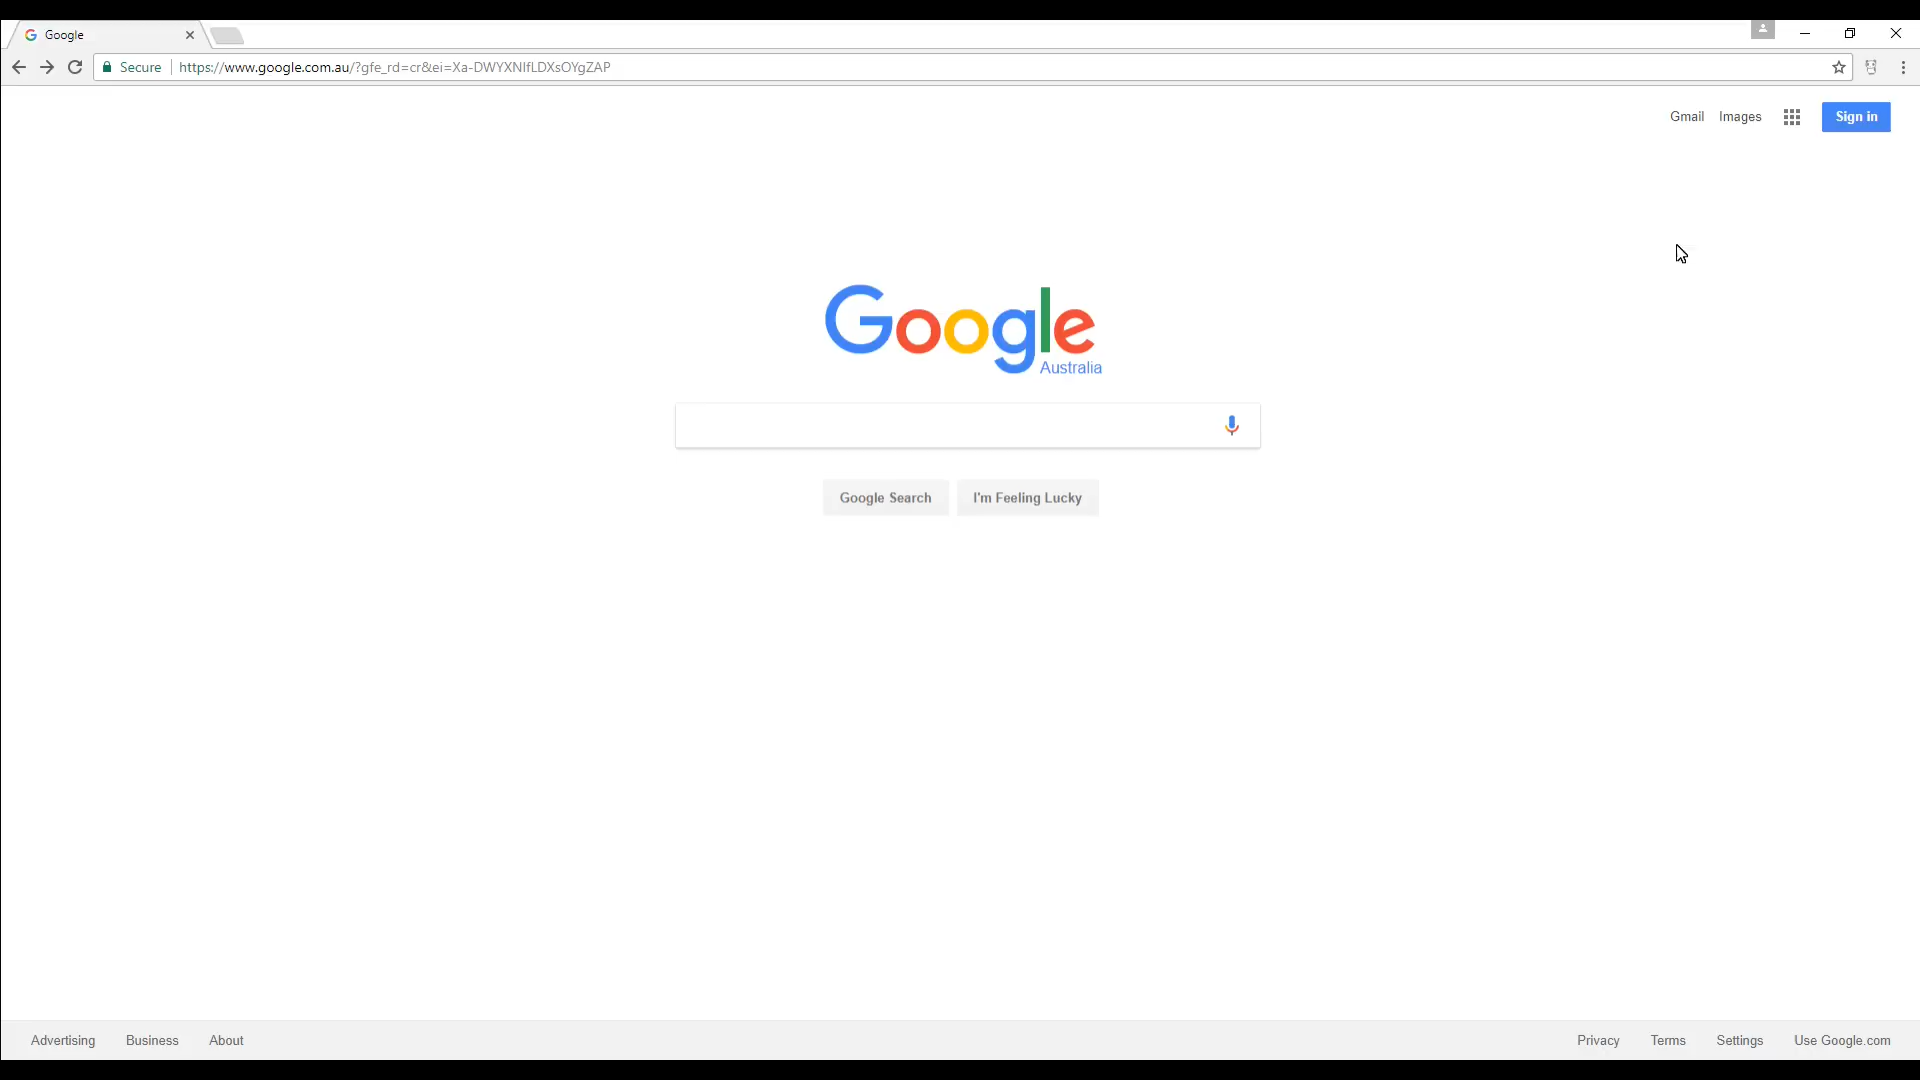 Google
Secure https://www.google.com.au/?gfe_rd=cr&ei=Xa-DWYXNIfLDXsOYgZAP
Gmail Images Sign in
Google
Australia
Google Search I'm Feeling Lucky
Advertising Business About Privacy Terms Settings Use Google.com